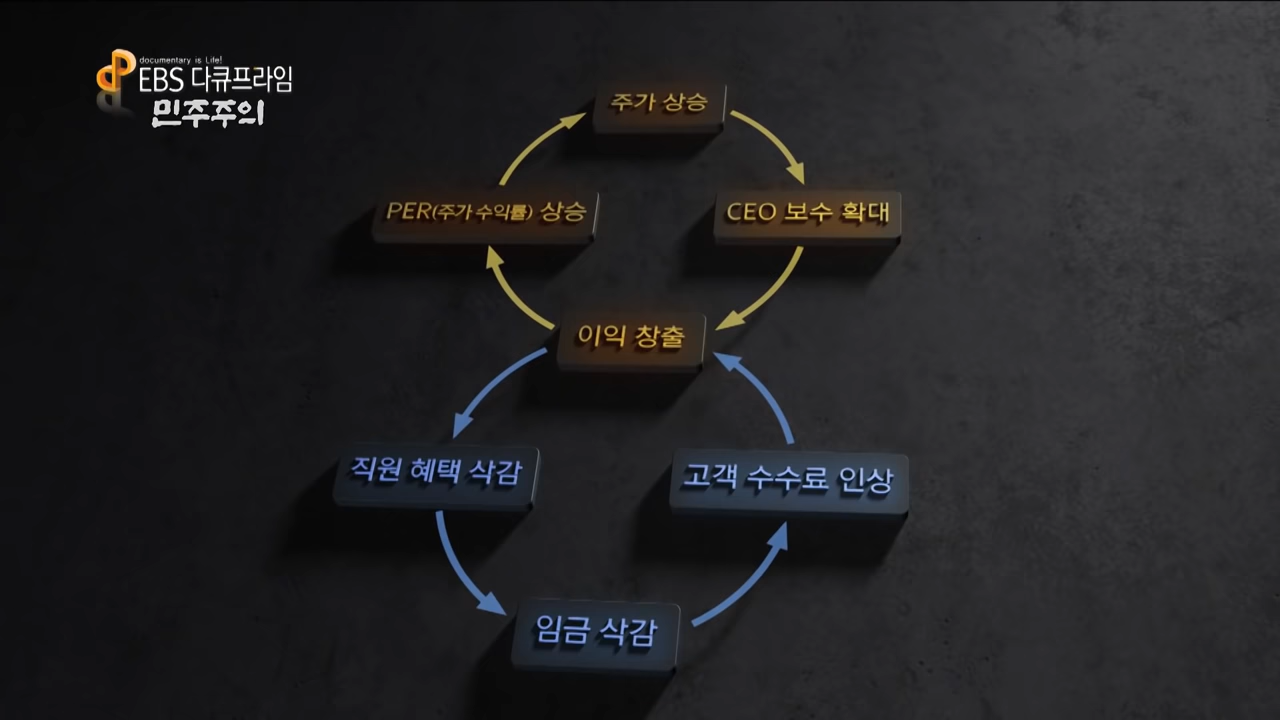 documentary is Life!
EBS 다큐프라임
민주주의
주가 상승
PER(주가 수익률) 상승
CEO 보수 확대
이익 창출
직원 혜택 삭감
고객 수수료 인상
임금 삭감